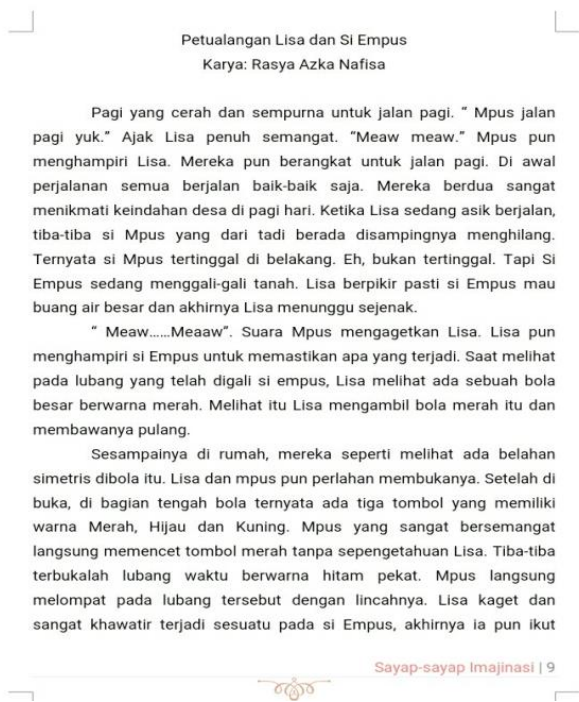 Petualangan Lisa dan Si Empus
Karya: Rasya Azka Nafisa
Pagi yang cerah dan sempurna untuk jalan pagi. “ Mpus jalan
pagi yuk.” Ajak Lisa penuh semangat. “Meaw meaw.” Mpus pun
menghampiri Lisa. Mereka pun berangkat untuk jalan pagi. Di awal
perjalanan semua berjalan baik-baik saja. Mereka berdua sangat
menikmati keindahan desa di pagi hari. Ketika Lisa sedang asik berjalan,
tiba-tiba si Mpus yang dari tadi berada disampingnya menghilang.
Ternyata si Mpus tertinggal di belakang. Eh, bukan tertinggal. Tapi Si
Empus sedang menggali-gali tanah. Lisa berpikir pasti si Empus mau
buang air besar dan akhirnya Lisa menunggu sejenak.
“ Meaw......Meaaw”. Suara Mpus mengagetkan Lisa. Lisa pun
menghampiri si Empus untuk memastikan apa yang terjadi. Saat melihat
pada lubang yang telah digali si empus, Lisa melihat ada sebuah bola
besar berwarna merah. Melihat itu Lisa mengambil bola merah itu dan
membawanya pulang.
Sesampainya di rumah, mereka seperti melihat ada belahan
simetris dibola itu. Lisa dan mpus pun perlahan membukanya. Setelah di
buka, di bagian tengah bola ternyata ada tiga tombol yang memiliki
warna Merah, Hijau dan Kuning. Mpus yang sangat bersemangat
langsung memencet tombol merah tanpa sepengetahuan Lisa. Tiba-tiba
terbukalah lubang waktu berwarna hitam pekat. Mpus langsung
melompat pada lubang tersebut dengan lincahnya. Lisa kaget dan
sangat khawatir terjadi sesuatu pada si Empus, akhirnya ia pun ikut
Sayap-sayap Imajinasi | 9